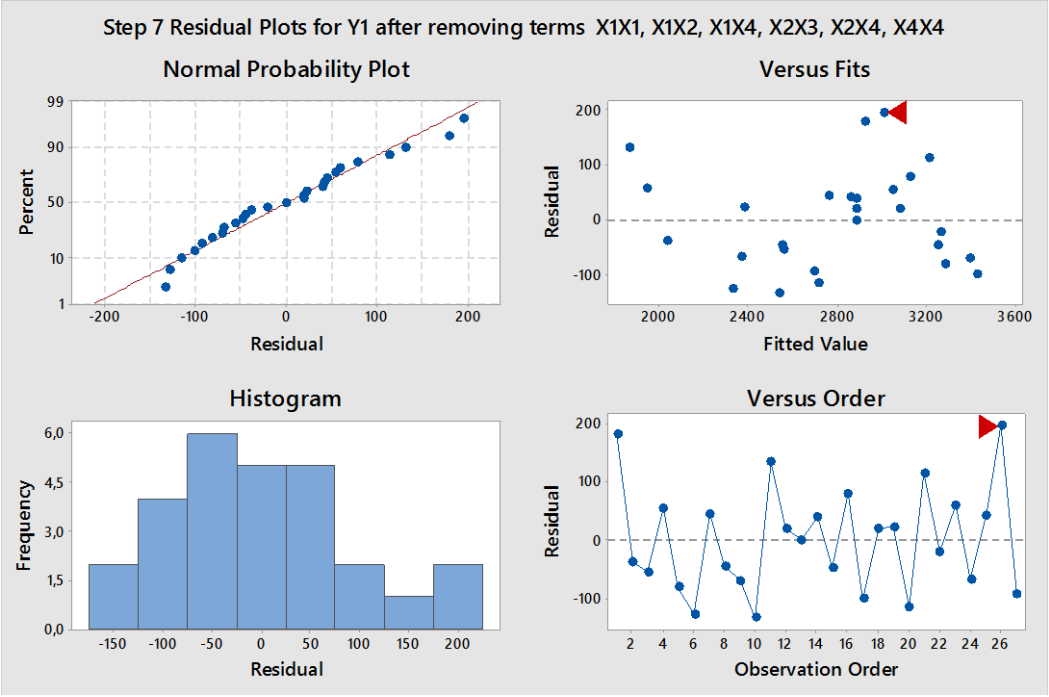 Step 7 Residual Plots for Y1 after removing terms X1X1, X1X2, X1X4, X2X3, X2X4, X4X4
Normal Probability Plot
99
90
50
10
1
Percent
-200 -100 0 100 200
Residual
Versus Fits
200
100
0
-100
Residual
2000 2400 2800 3200 3600
Fitted Value
Histogram
6,0
4,5
3,0
1,5
0,0
Frequency
-150 -100 -50 0 50 100 150 200
Residual
Versus Order
200
100
0
-100
Residual
2 4 6 8 10 12 14 16 18 20 22 24 26
Observation Order